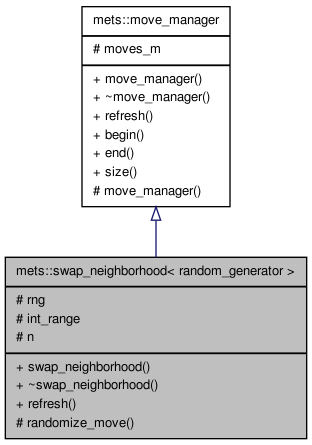 mets::move_manager
# moves_m
+ move_manager()
+ ~move_manager()
+ refresh()
+ begin()
+ end()
+ size()
# move_manager()
mets::swap_neighborhood< random_generator >
# rng
# int_range
# n
+ swap_neighborhood()
+ ~swap_neighborhood()
+ refresh()
# randomize_move()